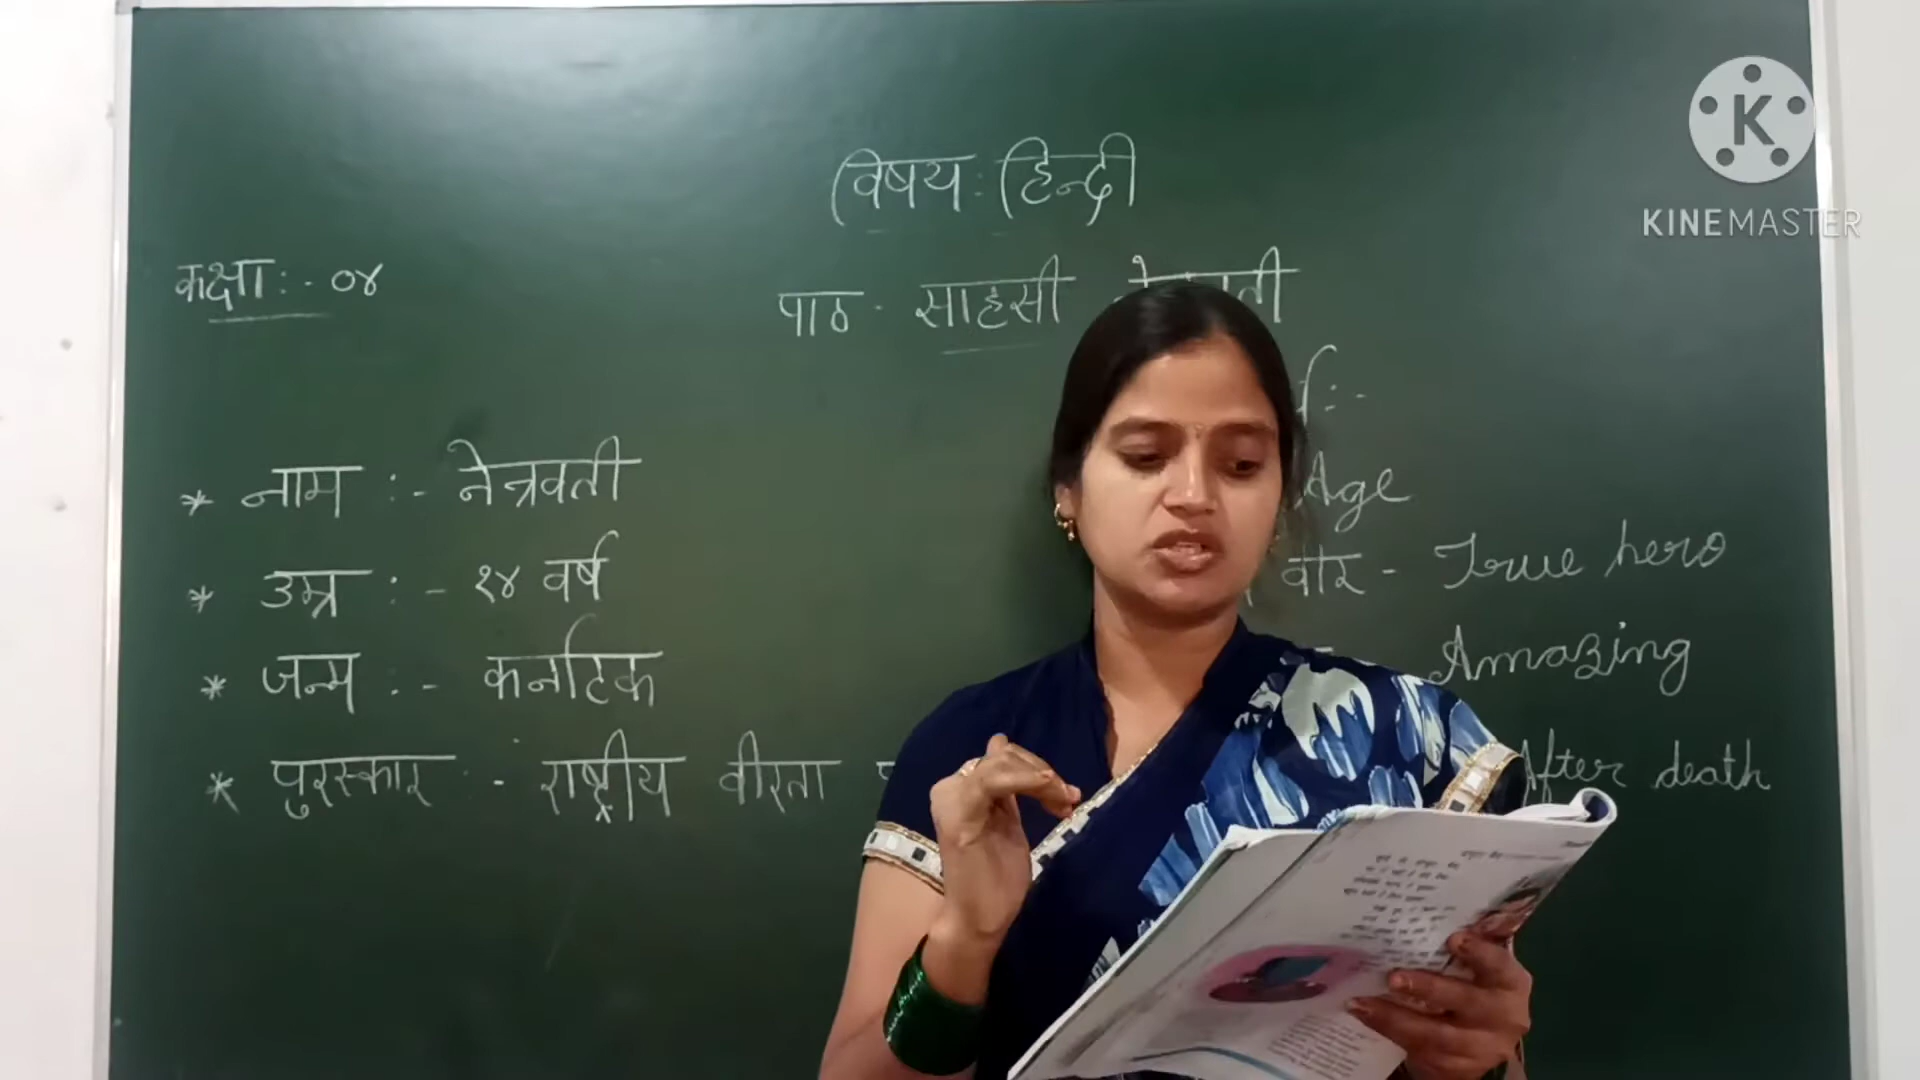 विषय : हिन्दी
कक्षा :- ०४
पाठ - साहसी
* नाम :- नेत्रवती
* उम्र :- १४ वर्ष
* जन्म :- कर्नाटक
* पुरस्कार :- राष्ट्रीय वीरता
Age
वीर - True hero
Amazing
After death
K
KINEMASTER